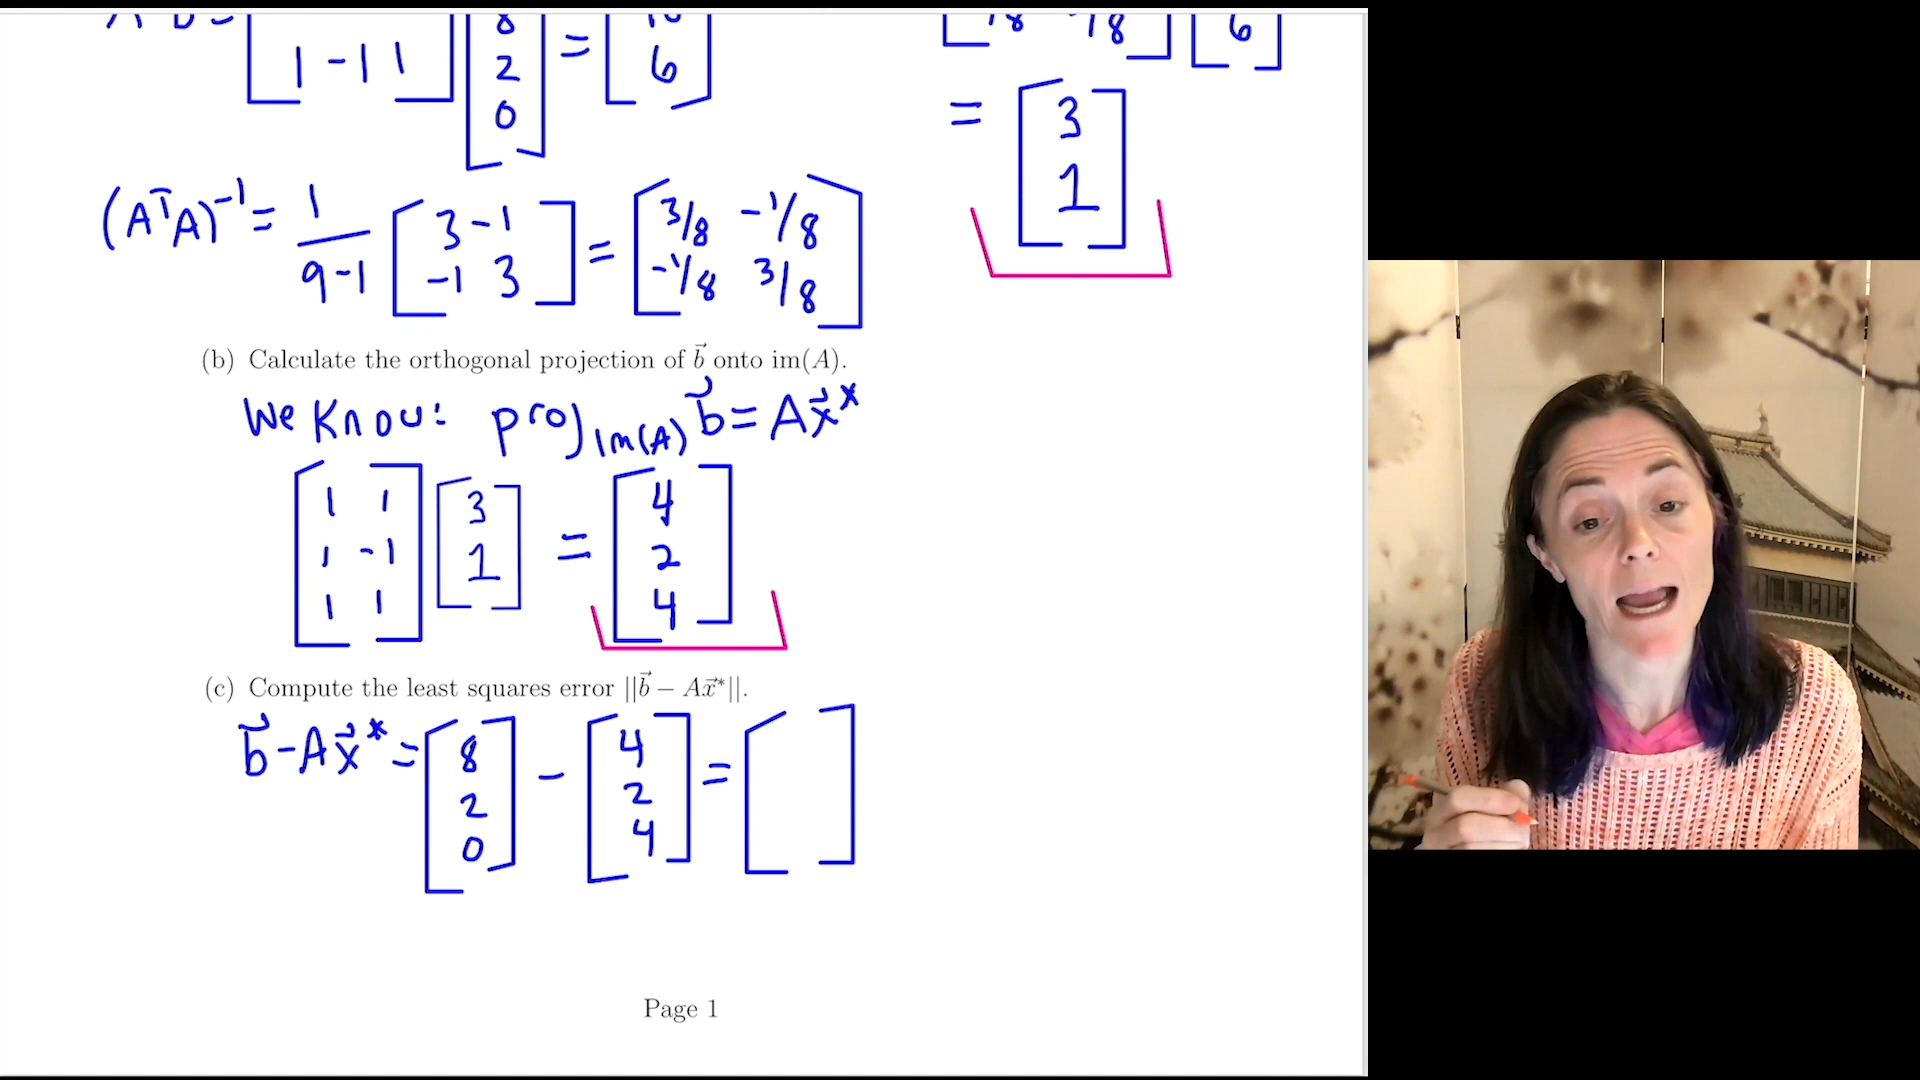 1 -1 1
8
2
0
=
6
6
= 3
1
(AᵀA)⁻¹ = 1 / 9-1 [3 -1; -1 3] = [3/8 -1/8; -1/8 3/8]
(b) Calculate the orthogonal projection of b⃗ onto im(A).
We Know: proj im(A) b⃗ = Ax⃗*
1 1 3 4
1 -1 1 = 2
1 1 4
(c) Compute the least squares error ||b⃗ − Ax⃗*||.
b⃗ - Ax⃗* = 8 - 4 =
2 2
0 4
Page 1